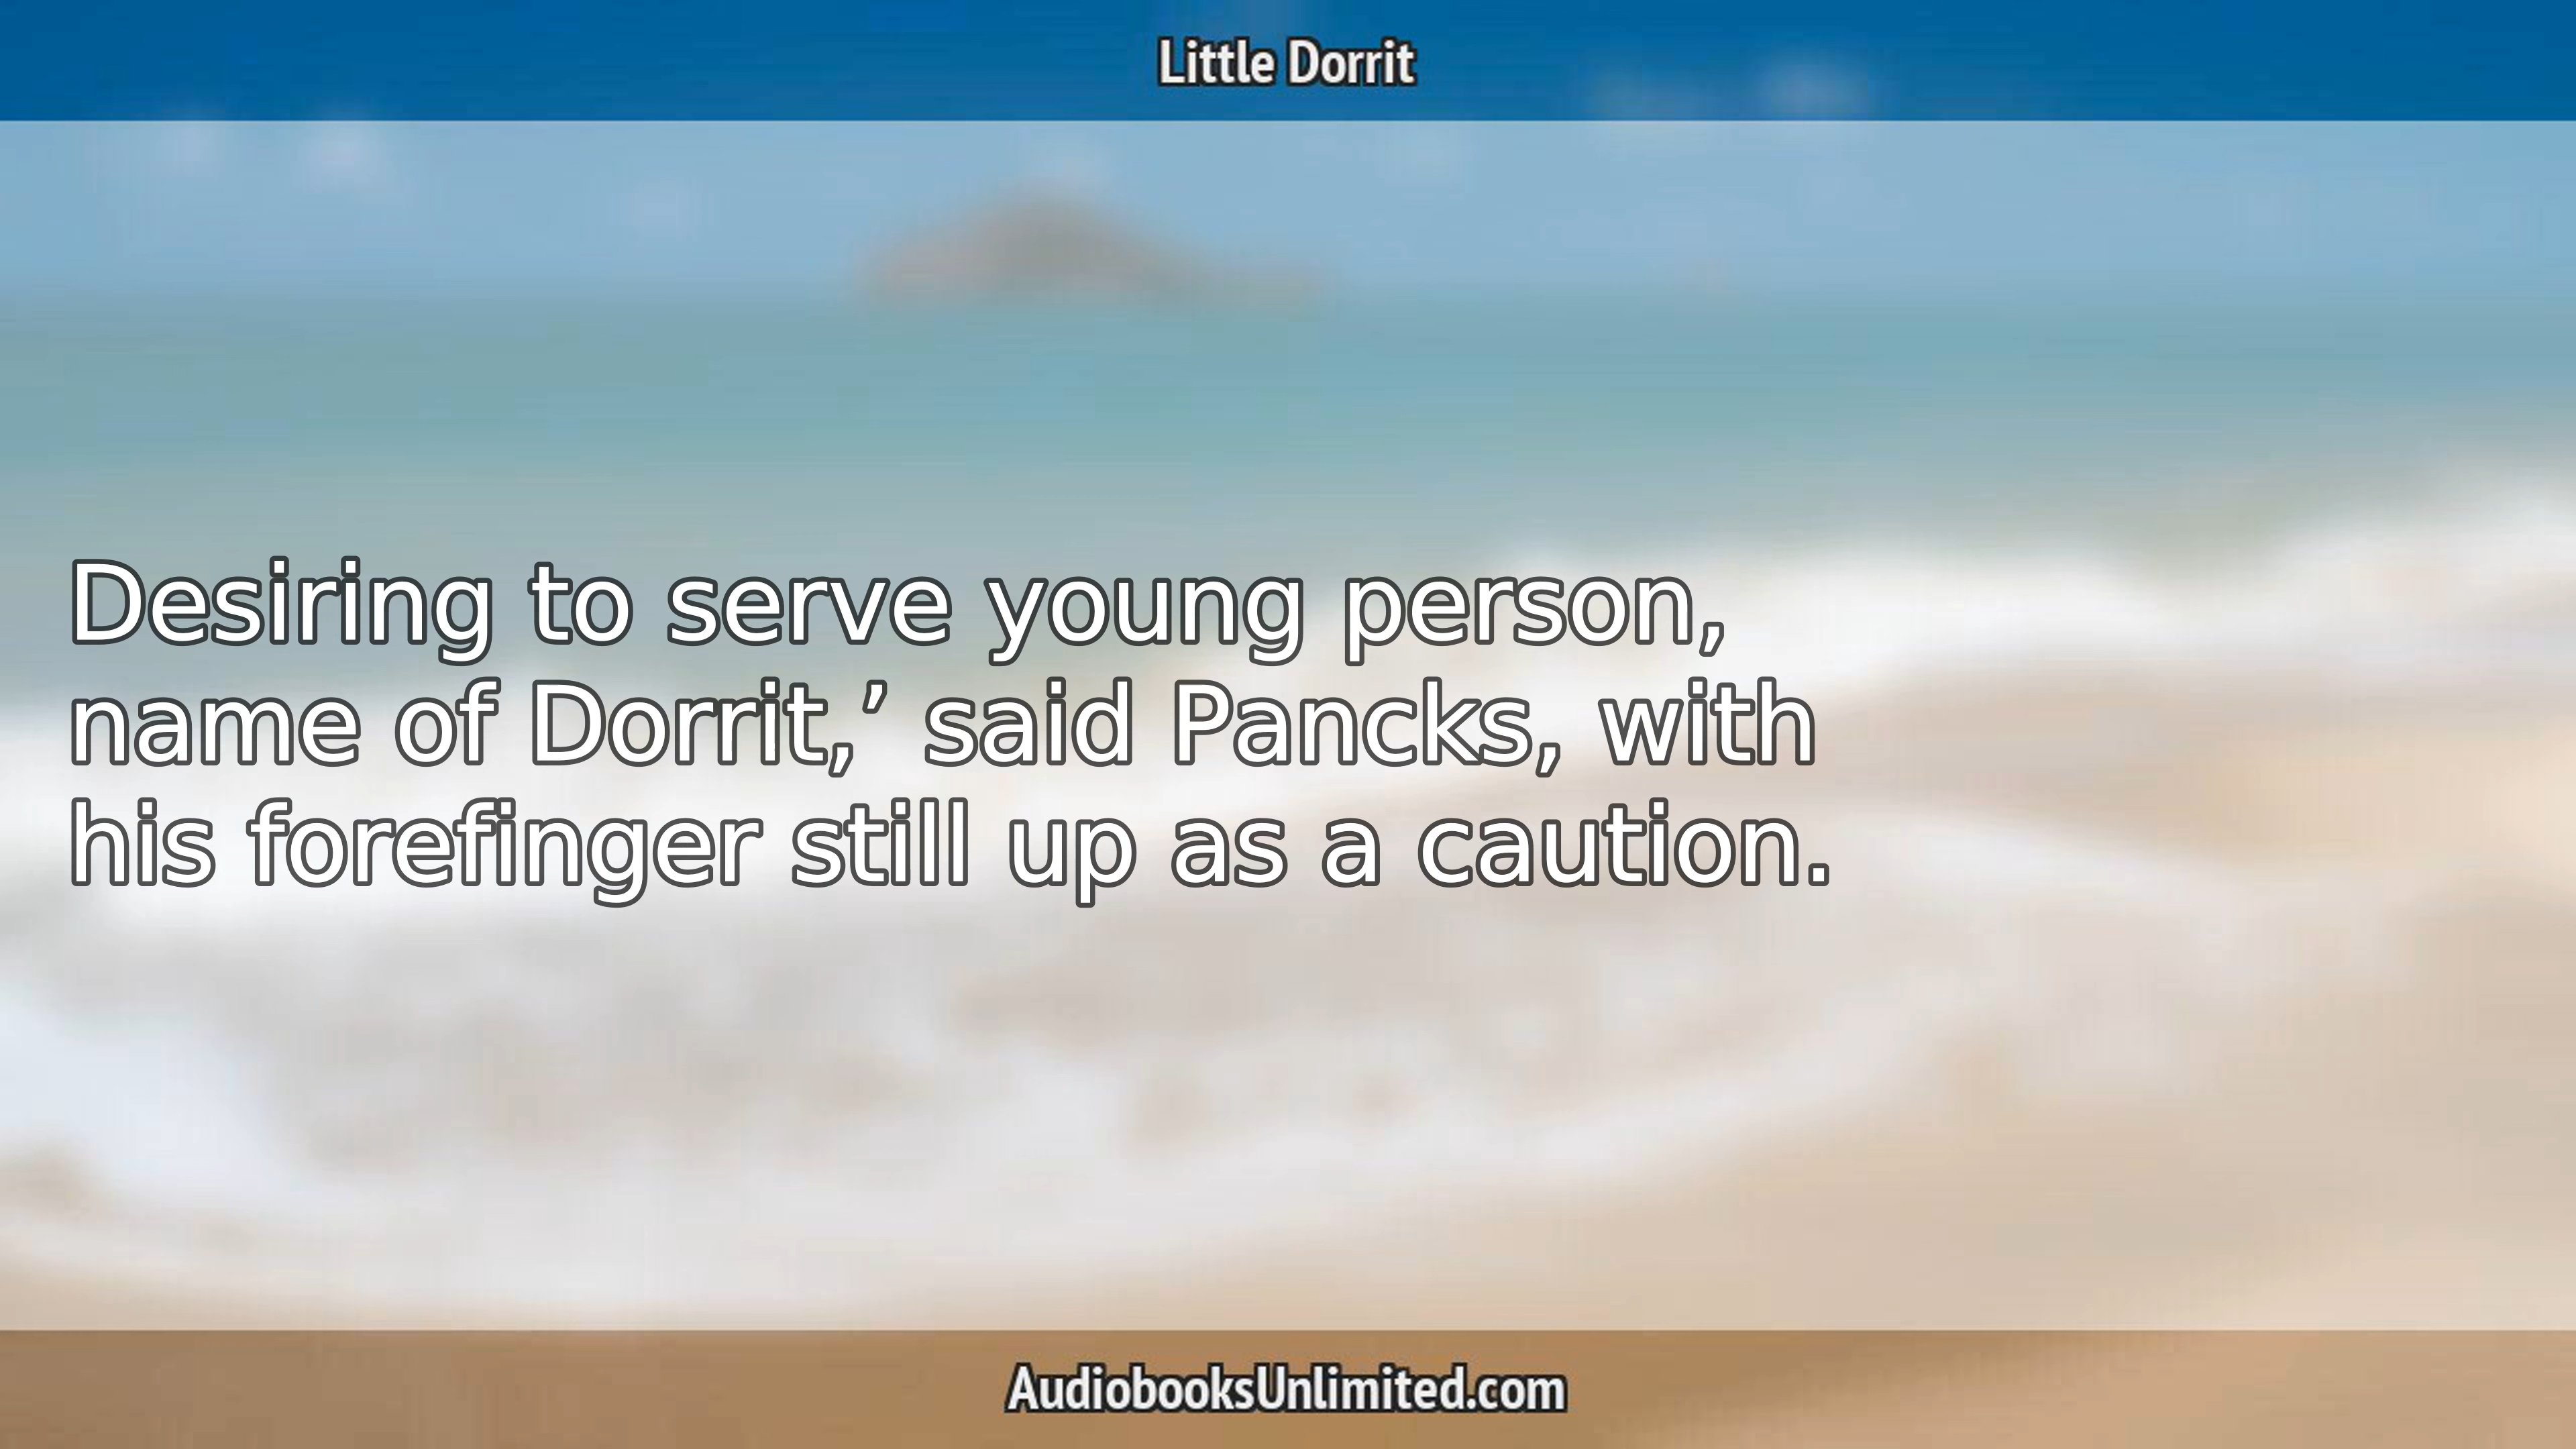 Little Dorrit
Desiring to serve young person,
name of Dorrit,’ said Pancks, with
his forefinger still up as a caution.
AudiobooksUnlimited.com